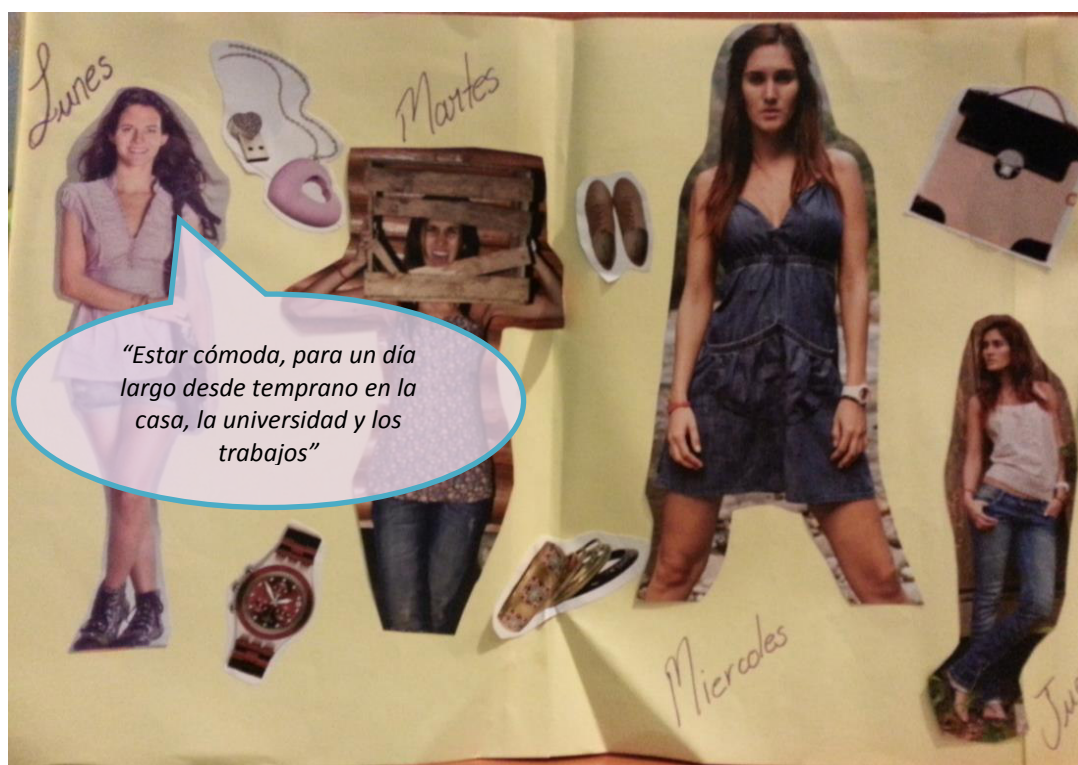 Lunes
Martes
“Estar cómoda, para un día
largo desde temprano en la
casa, la universidad y los
trabajos”
Miercoles